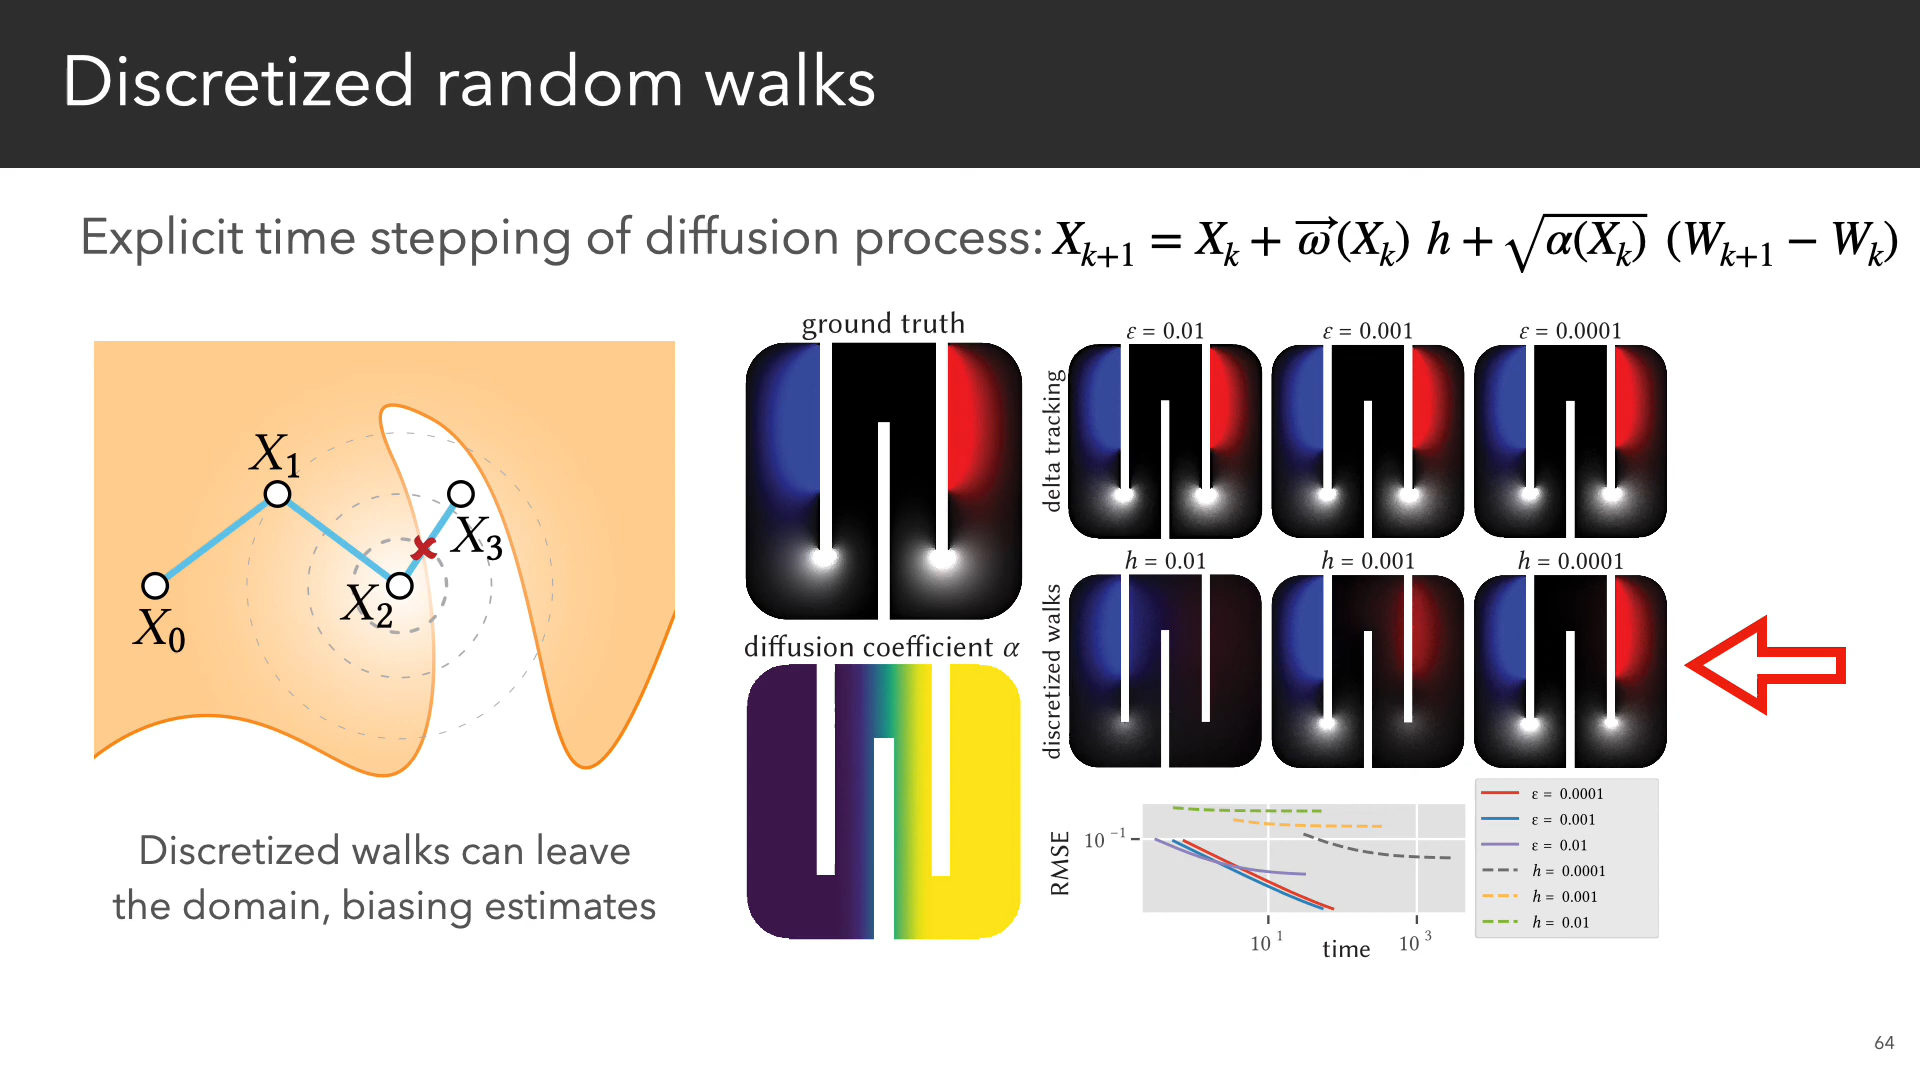 Discretized random walks
Explicit time stepping of diffusion process: X_{k+1} = X_k + \vec{ω}(X_k) h + √α(X_k) (W_{k+1} − W_k)
X_1
X_3
X_2
X_0
Discretized walks can leave
the domain, biasing estimates
ground truth
diffusion coefficient α
delta tracking
ε = 0.01
ε = 0.001
ε = 0.0001
discretized walks
h = 0.01
h = 0.001
h = 0.0001
RMSE
10^{−1}
10^1
time
10^3
ε = 0.0001
ε = 0.001
ε = 0.01
h = 0.0001
h = 0.001
h = 0.01
64